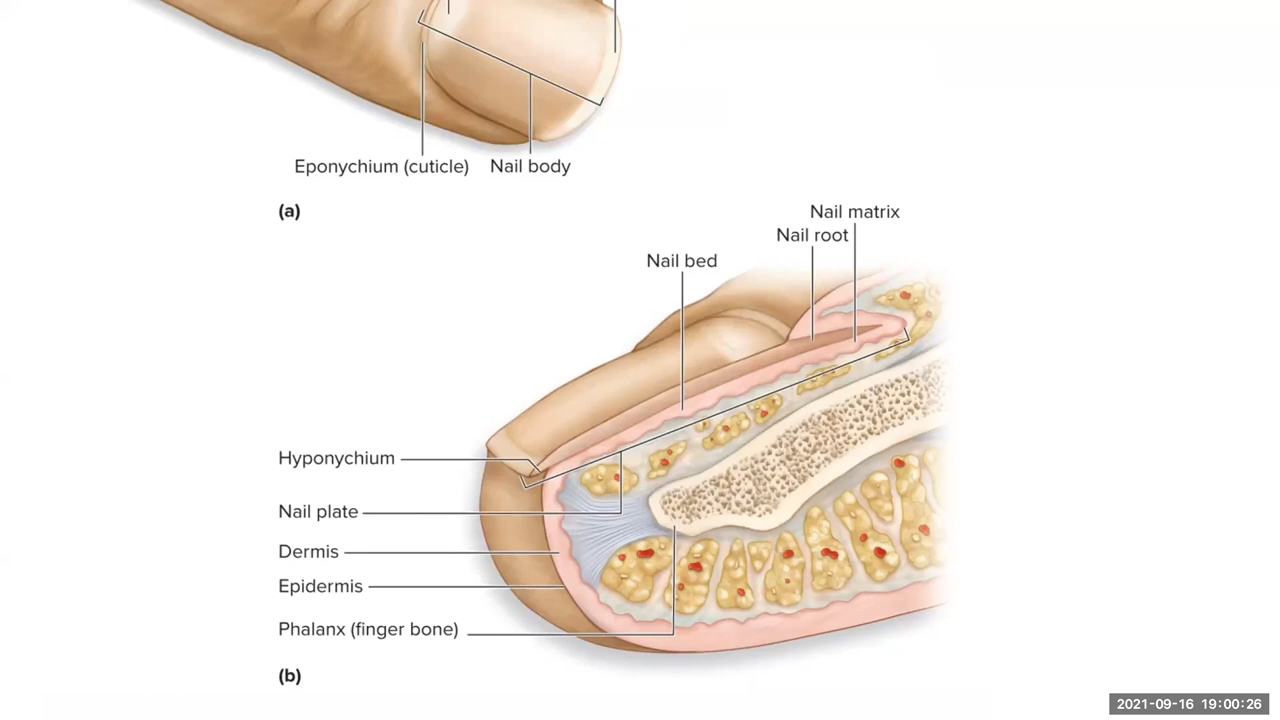 Eponychium (cuticle)
Nail body
(a)
Nail matrix
Nail root
Nail bed
Hyponychium
Nail plate
Dermis
Epidermis
Phalanx (finger bone)
(b)
2021-09-16 19:00:26